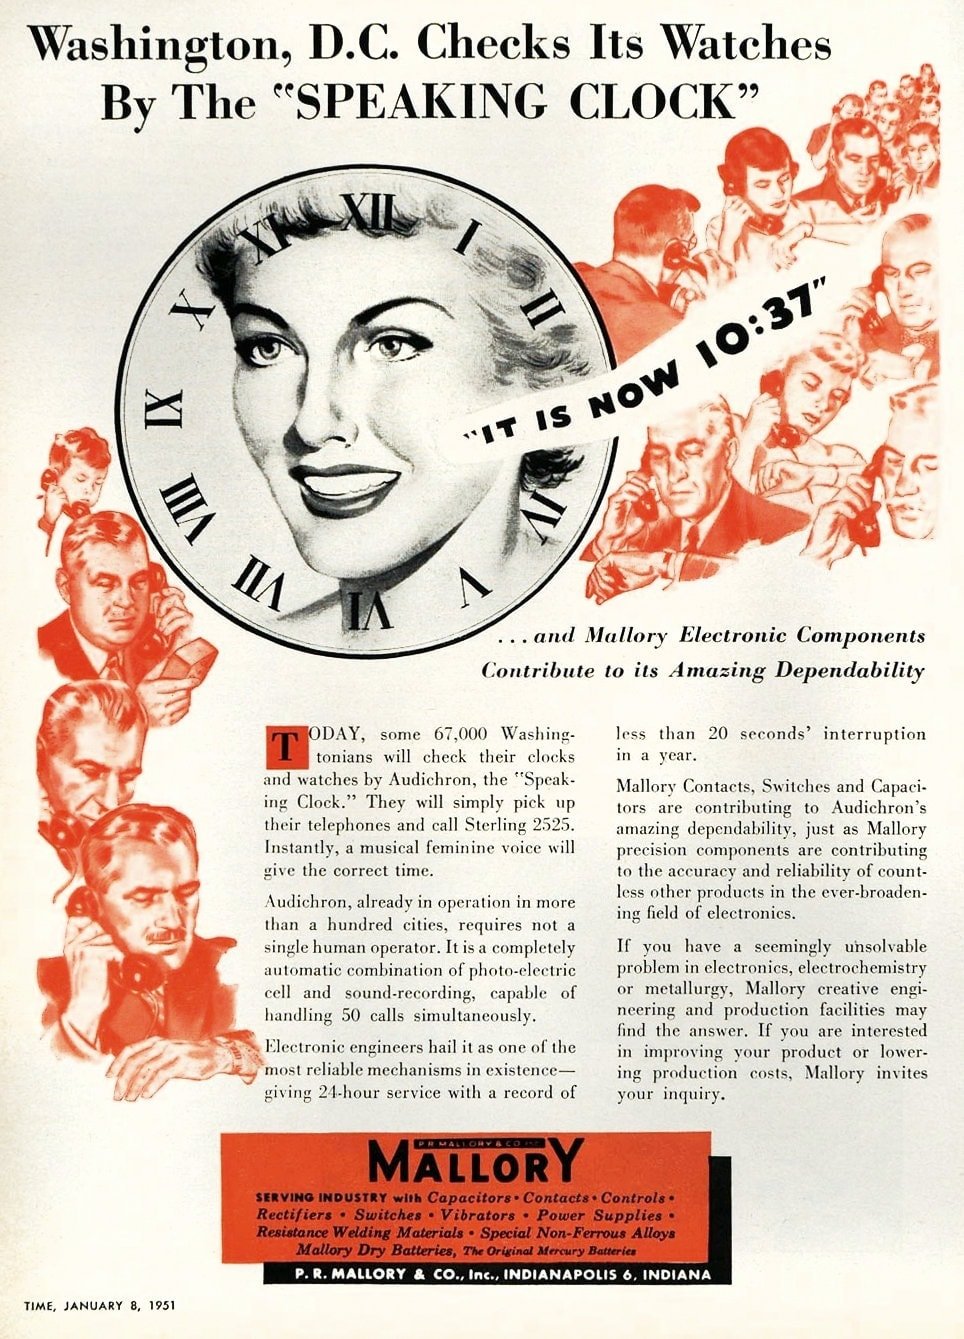 Washington, D.C. Checks Its Watches
By The "SPEAKING CLOCK"
XII
I
II
IV
V
VI
VII
VIII
IX
X
XI
"IT IS NOW 10:37"
...and Mallory Electronic Components
Contribute to its Amazing Dependability
TODAY, some 67,000 Washing-
tonians will check their clocks
and watches by Audichron, the "Speak-
ing Clock." They will simply pick up
their telephones and call Sterling 2525.
Instantly, a musical feminine voice will
give the correct time.
Audichron, already in operation in more
than a hundred cities, requires not a
single human operator. It is a completely
automatic combination of photo-electric
cell and sound-recording, capable of
handling 50 calls simultaneously.
Electronic engineers hail it as one of the
most reliable mechanisms in existence—
giving 24-hour service with a record of
less than 20 seconds' interruption
in a year.
Mallory Contacts, Switches and Capaci-
tors are contributing to Audichron's
amazing dependability, just as Mallory
precision components are contributing
to the accuracy and reliability of count-
less other products in the ever-broaden-
ing field of electronics.
If you have a seemingly unsolvable
problem in electronics, electrochemistry
or metallurgy, Mallory creative engi-
neering and production facilities may
find the answer. If you are interested
in improving your product or lower-
ing production costs, Mallory invites
your inquiry.
P. R. MALLORY & CO. INC.
MALLORY
SERVING INDUSTRY with Capacitors • Contacts • Controls •
Rectifiers • Switches • Vibrators • Power Supplies •
Resistance Welding Materials • Special Non-Ferrous Alloys
Mallory Dry Batteries, The Original Mercury Batteries
P. R. MALLORY & CO., Inc., INDIANAPOLIS 6, INDIANA
TIME, JANUARY 8, 1951